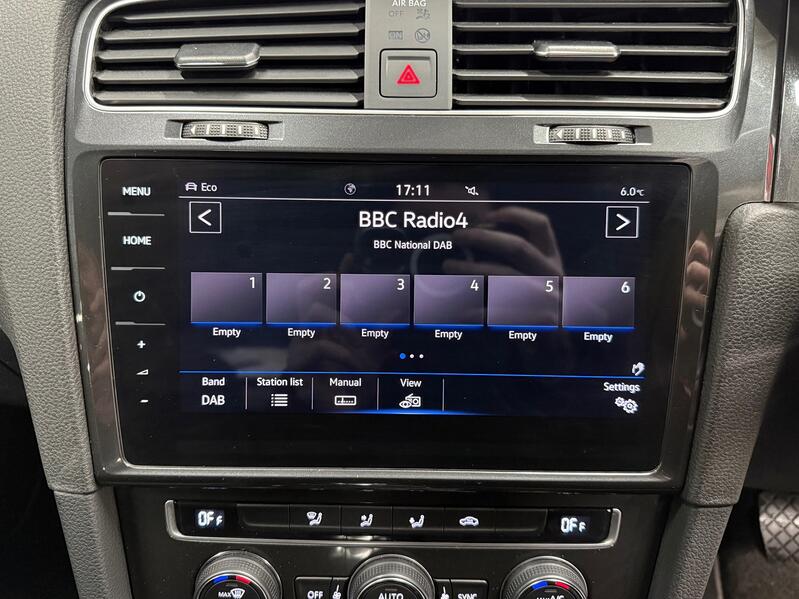 AIR BAG
OFF
ON
MENU
HOME
+
-
Eco
17:11
6.0°C
<
BBC Radio4
>
BBC National DAB
1 2 3 4 5 6
Empty Empty Empty Empty Empty Empty
Band Station list Manual View Settings
DAB
OFF OFF
MAX
OFF
AUTO
SYNC
MAX A/C